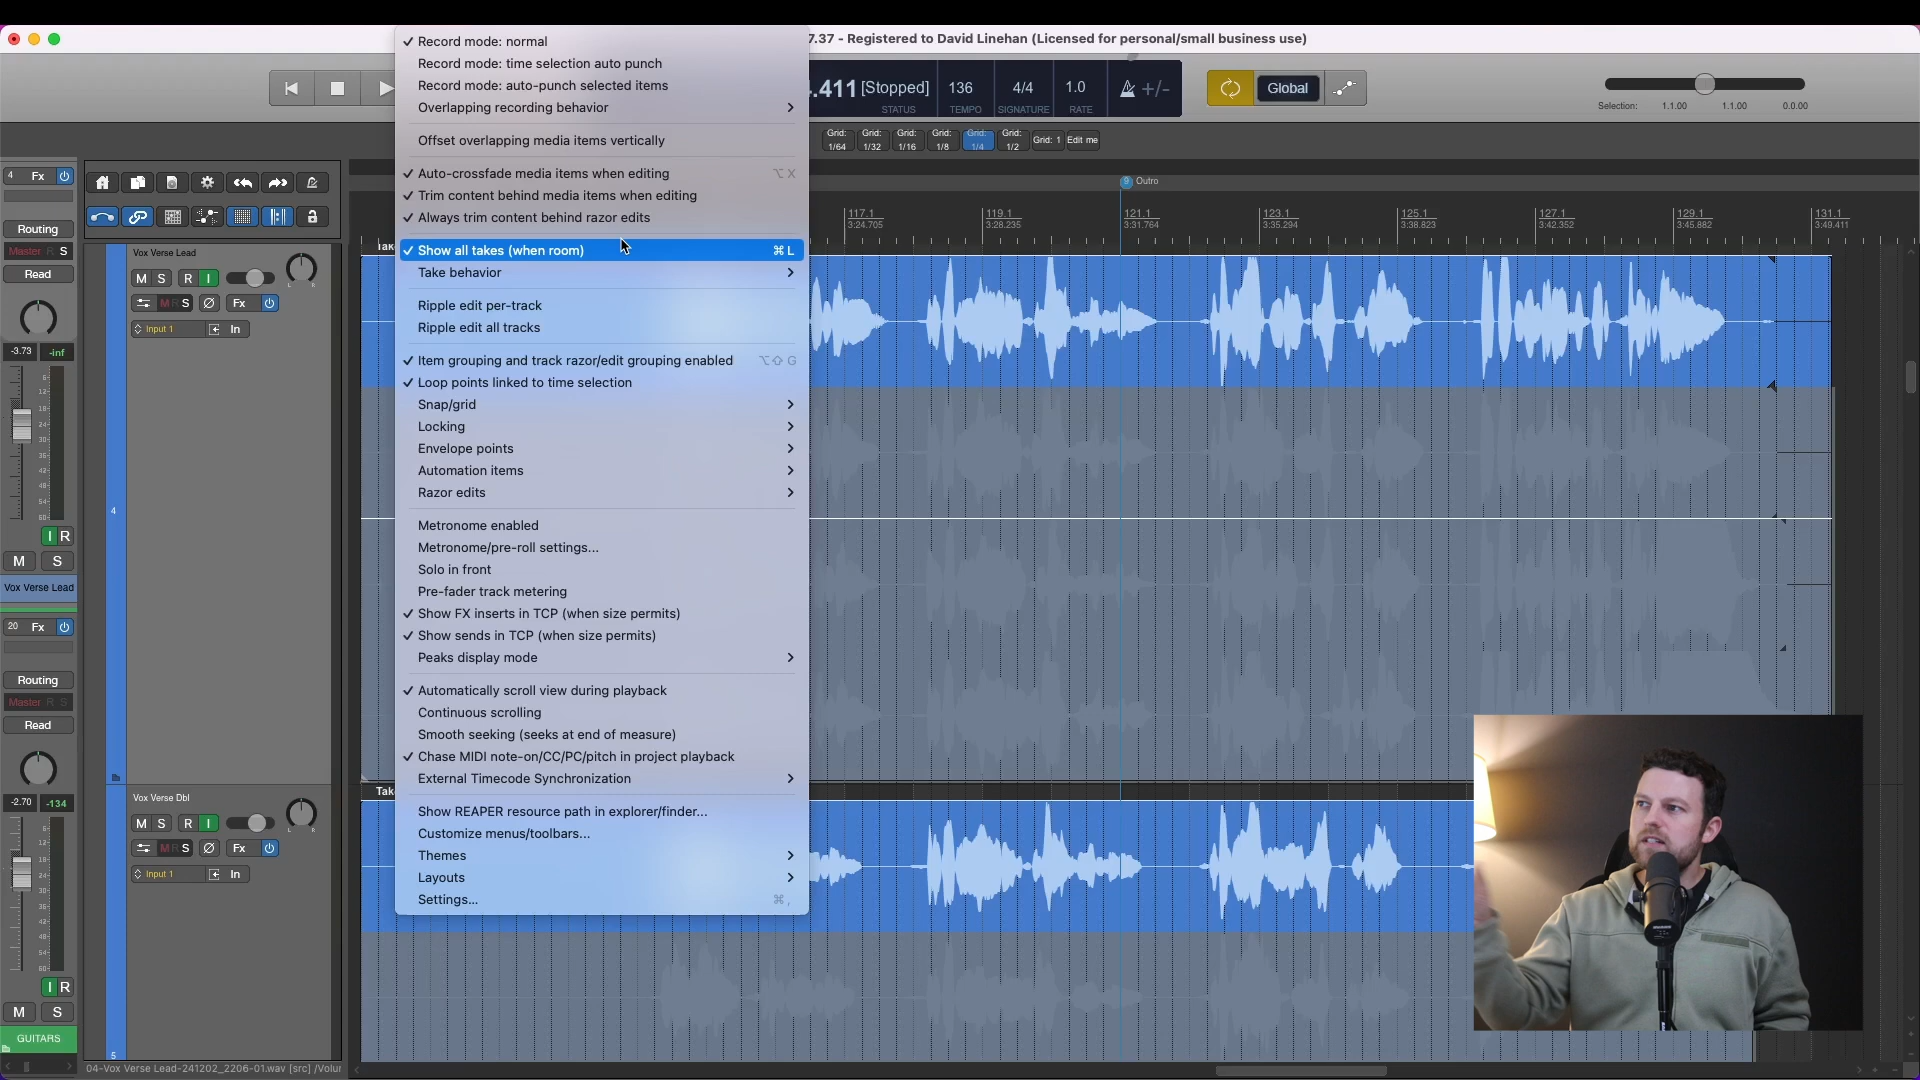 7.37 - Registered to David Linehan (Licensed for personal/small business use)
✓ Record mode: normal
Record mode: time selection auto punch
Record mode: auto-punch selected items
Overlapping recording behavior
Offset overlapping media items vertically
✓ Auto-crossfade media items when editing ⌥ X
✓ Trim content behind media items when editing
✓ Always trim content behind razor edits
✓ Show all takes (when room) ⌘ L
Take behavior
Ripple edit per-track
Ripple edit all tracks
✓ Item grouping and track razor/edit grouping enabled ⌥⇧ G
✓ Loop points linked to time selection
Snap/grid
Locking
Envelope points
Automation items
Razor edits
Metronome enabled
Metronome/pre-roll settings...
Solo in front
Pre-fader track metering
✓ Show FX inserts in TCP (when size permits)
✓ Show sends in TCP (when size permits)
Peaks display mode
✓ Automatically scroll view during playback
Continuous scrolling
Smooth seeking (seeks at end of measure)
✓ Chase MIDI note-on/CC/PC/pitch in project playback
External Timecode Synchronization
Show REAPER resource path in explorer/finder...
Customize menus/toolbars...
Themes
Layouts
Settings... ⌘ ,
.411 [Stopped] 136 4/4 1.0 +/-
STATUS TEMPO SIGNATURE RATE
Global
Selection: 1.1.00 1.1.00 0.0.00
Grid: 1/64
Grid: 1/32
Grid: 1/16
Grid: 1/8
Grid: 1/4
Grid: 1/2
Grid: 1
Edit me
9 Outro
117.1 119.1 121.1 123.1 125.1 127.1 129.1 131.1
3:24.705 3:28.235 3:31.764 3:35.294 3:38.823 3:42.352 3:45.882 3:49.411
4 Fx
Routing
Master R S
Read
-3.73 -inf
I R
M S
Vox Verse Lead
20 Fx
Routing
Master R S
Read
-2.70 -134
I R
M S
GUITARS
4
Vox Verse Lead
M S R I
L R
M R S Ø Fx
Input 1 In
5
Vox Verse Dbl
M S R I
L R
M R S Ø Fx
Input 1 In
Tak
Tak
04-Vox Verse Lead-241202_2206-01.wav [src] /Volu